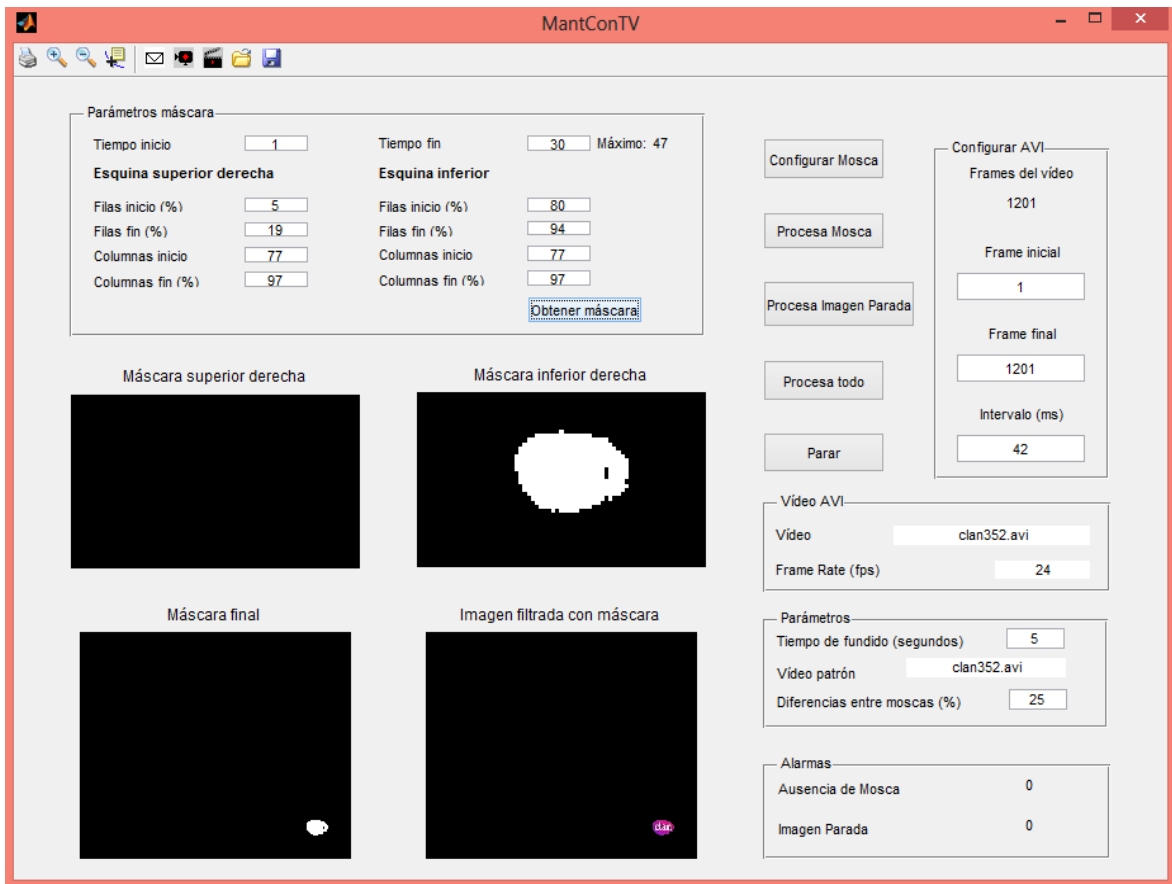 MantConTV
Parámetros máscara
Tiempo inicio 1 Tiempo fin 30 Máximo: 47
Esquina superior derecha Esquina inferior
Filas inicio (%) 5 Filas inicio (%) 80
Filas fin (%) 19 Filas fin (%) 94
Columnas inicio 77 Columnas inicio 77
Columnas fin (%) 97 Columnas fin (%) 97
Obtener máscara
Configurar Mosca
Procesa Mosca
Procesa Imagen Parada
Procesa todo
Parar
Configurar AVI
Frames del vídeo
1201
Frame inicial
1
Frame final
1201
Intervalo (ms)
42
Máscara superior derecha
Máscara inferior derecha
Máscara final
Imagen filtrada con máscara
clan
Vídeo AVI
Vídeo clan352.avi
Frame Rate (fps) 24
Parámetros
Tiempo de fundido (segundos) 5
Vídeo patrón clan352.avi
Diferencias entre moscas (%) 25
Alarmas
Ausencia de Mosca 0
Imagen Parada 0